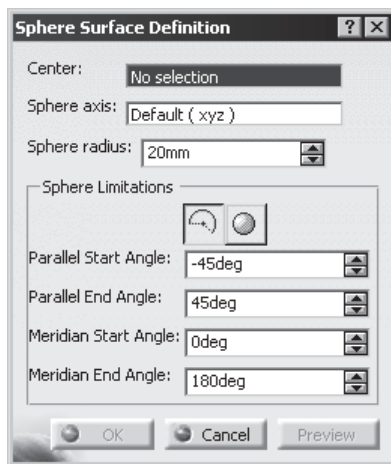 Sphere Surface Definition ? X
Center: No selection
Sphere axis: Default ( xyz )
Sphere radius: 20mm
Sphere Limitations
Parallel Start Angle: -45deg
Parallel End Angle: 45deg
Meridian Start Angle: 0deg
Meridian End Angle: 180deg
OK Cancel Preview